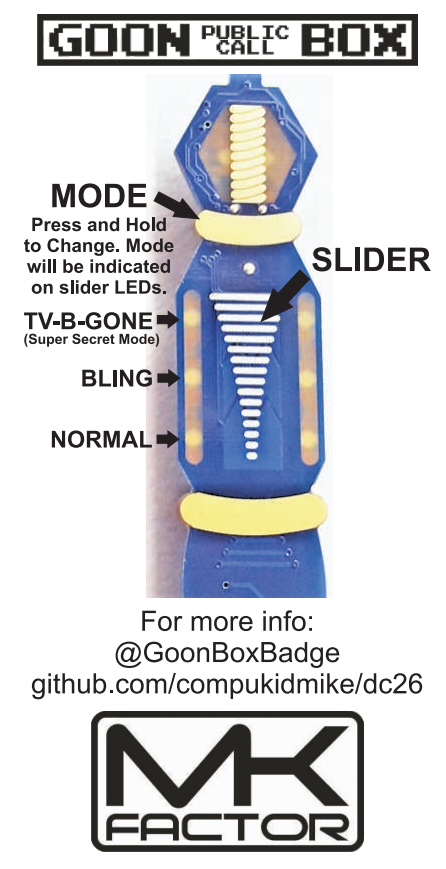 GOON PUBLIC CALL BOX
MODE
Press and Hold
to Change. Mode
will be indicated
on slider LEDs.
SLIDER
TV-B-GONE
(Super Secret Mode)
BLING
NORMAL
For more info:
@GoonBoxBadge
github.com/compukidmike/dc26
MK
FACTOR